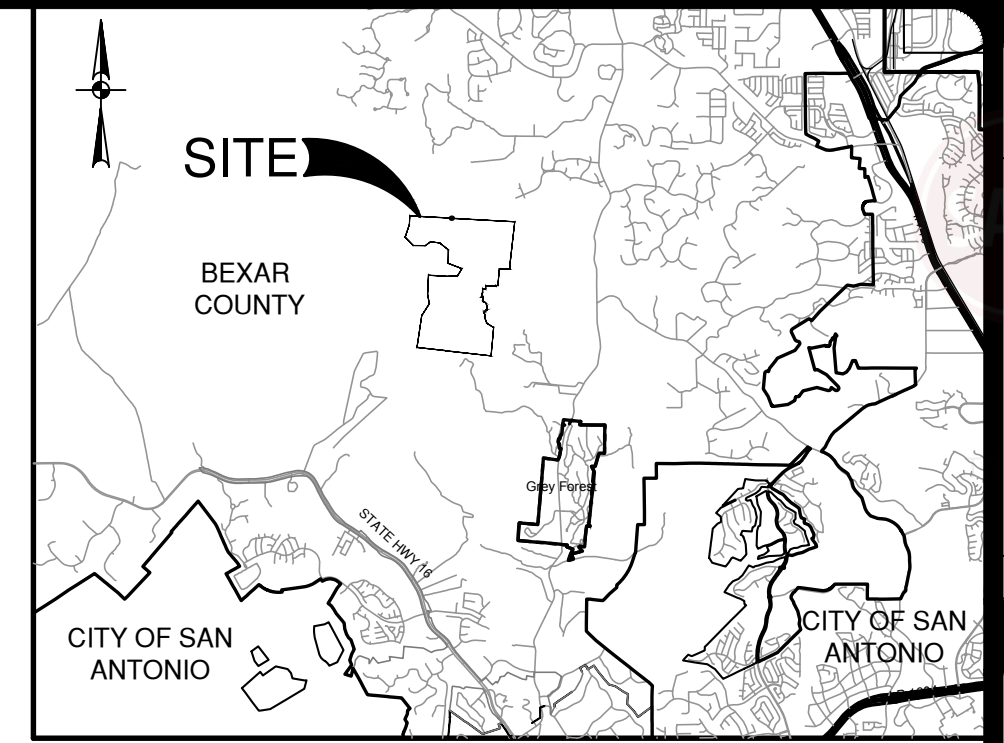 SITE
BEXAR
COUNTY
Grey Forest
STATE HWY 16
CITY OF SAN
ANTONIO
CITY OF SAN
ANTONIO